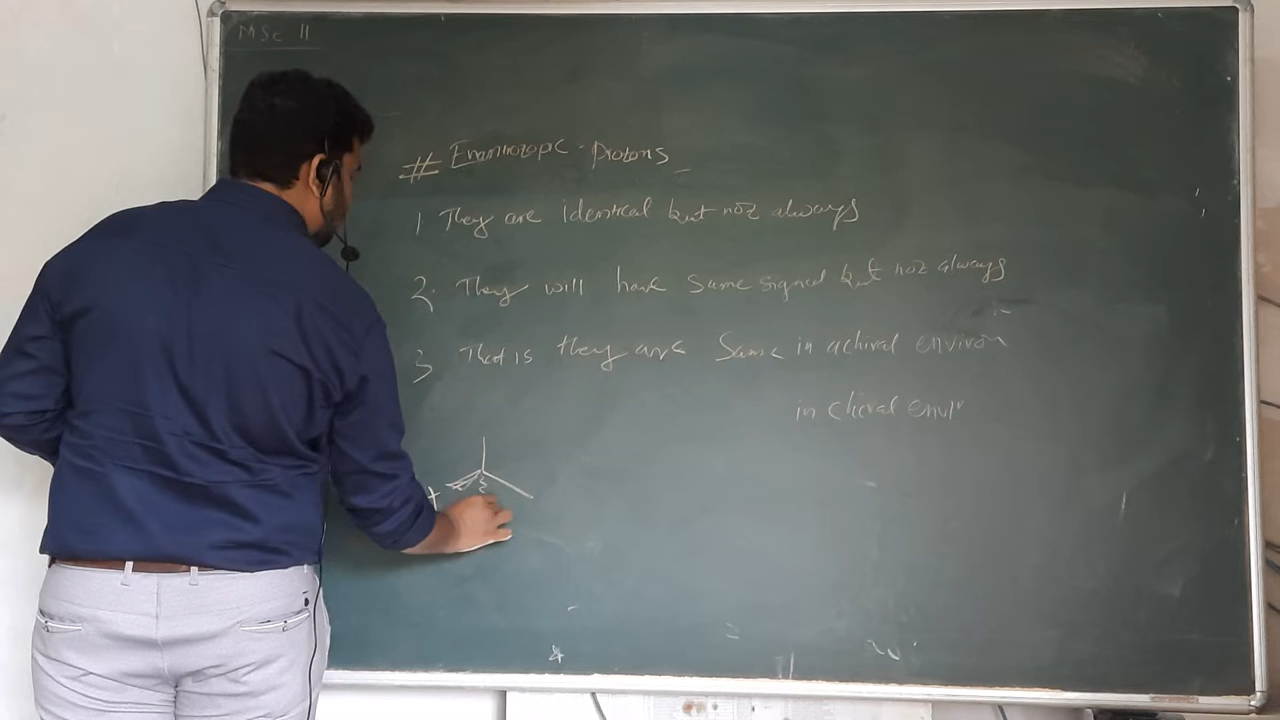 MSc II
# Enantiotopic - Protons
1 They are identical but not always
2. They will have Same signal but not always
3 That is they are Same in achiral environ
in chiral envir
H